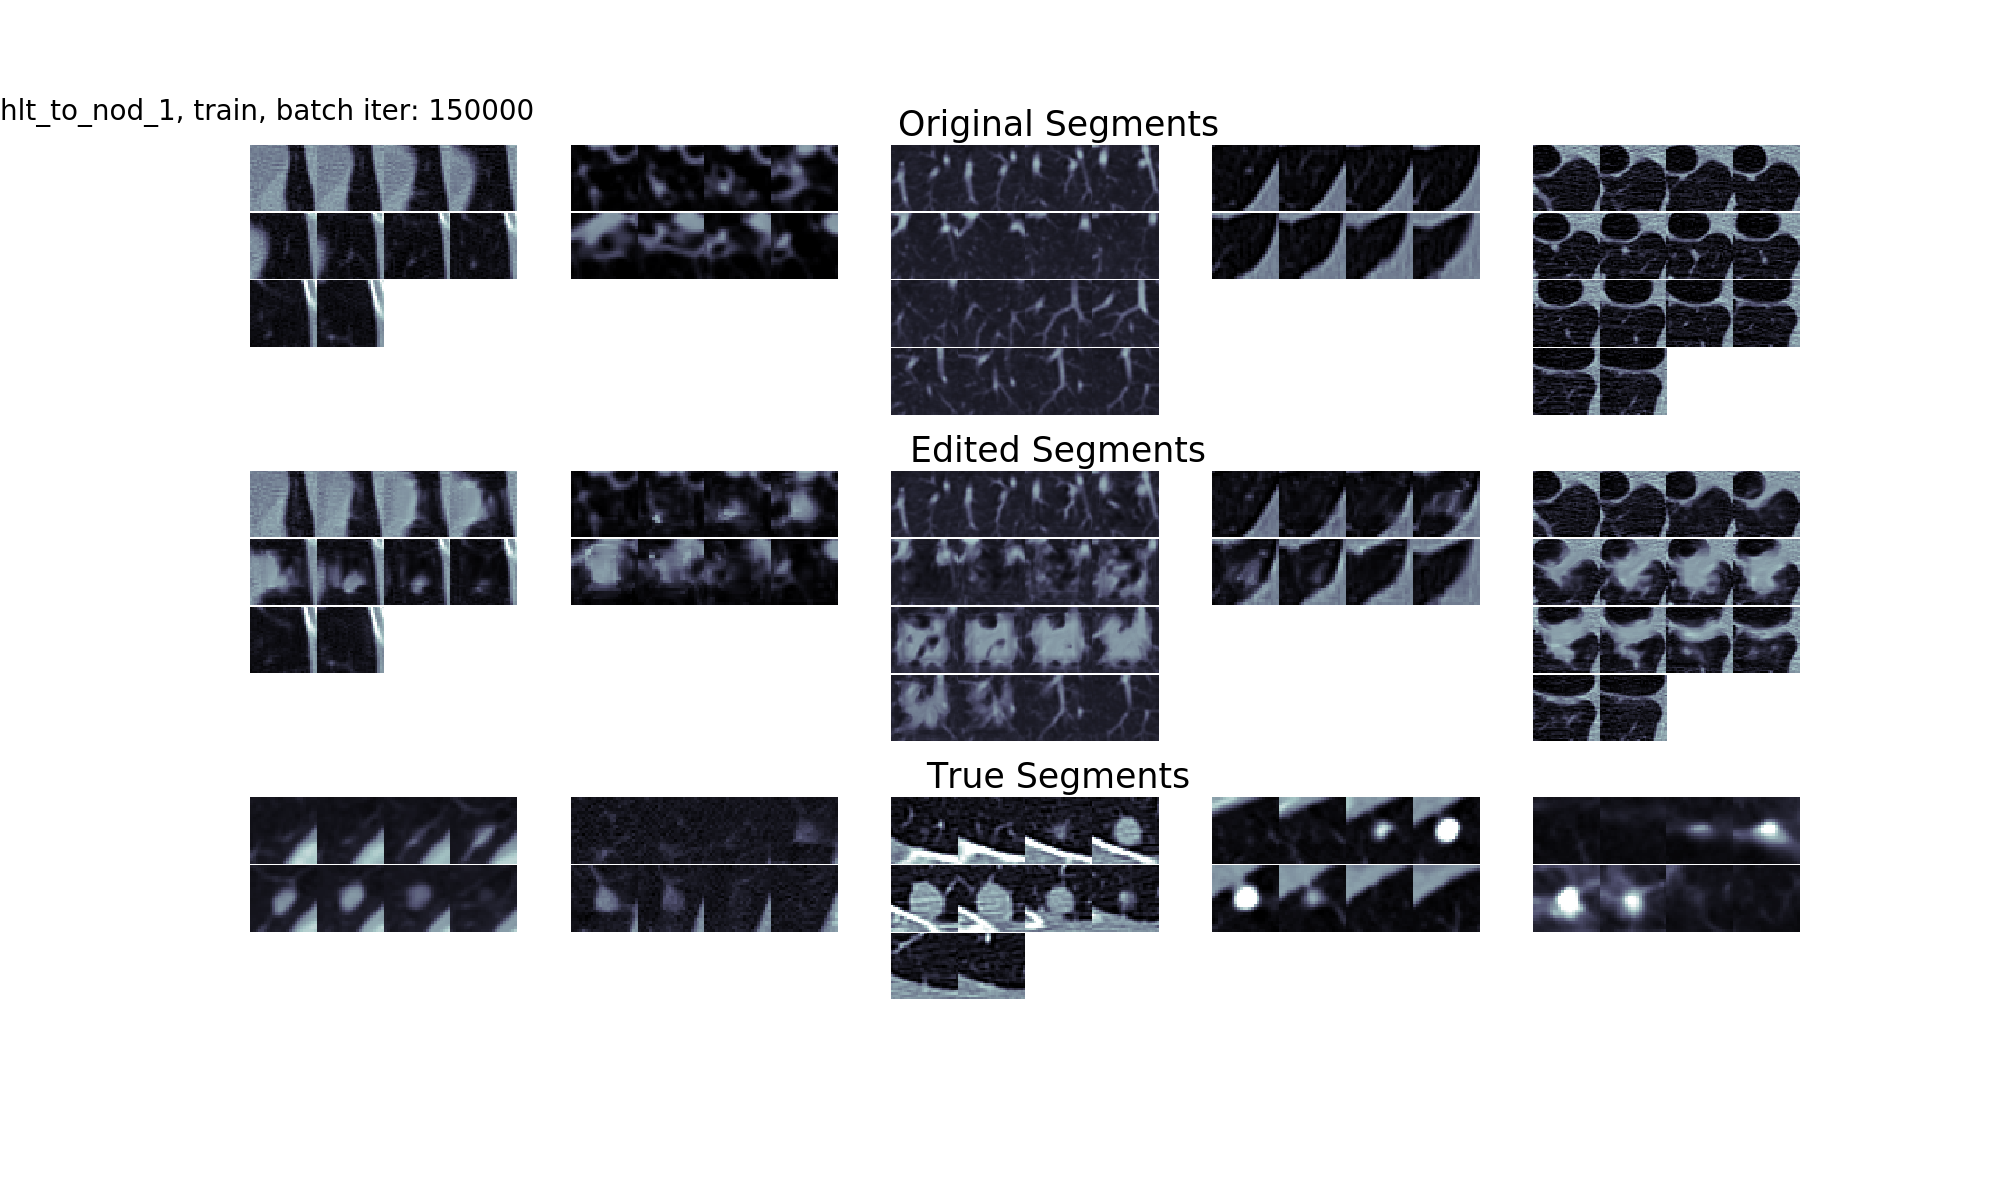 hlt_to_nod_1, train, batch iter: 150000
Original Segments
Edited Segments
True Segments